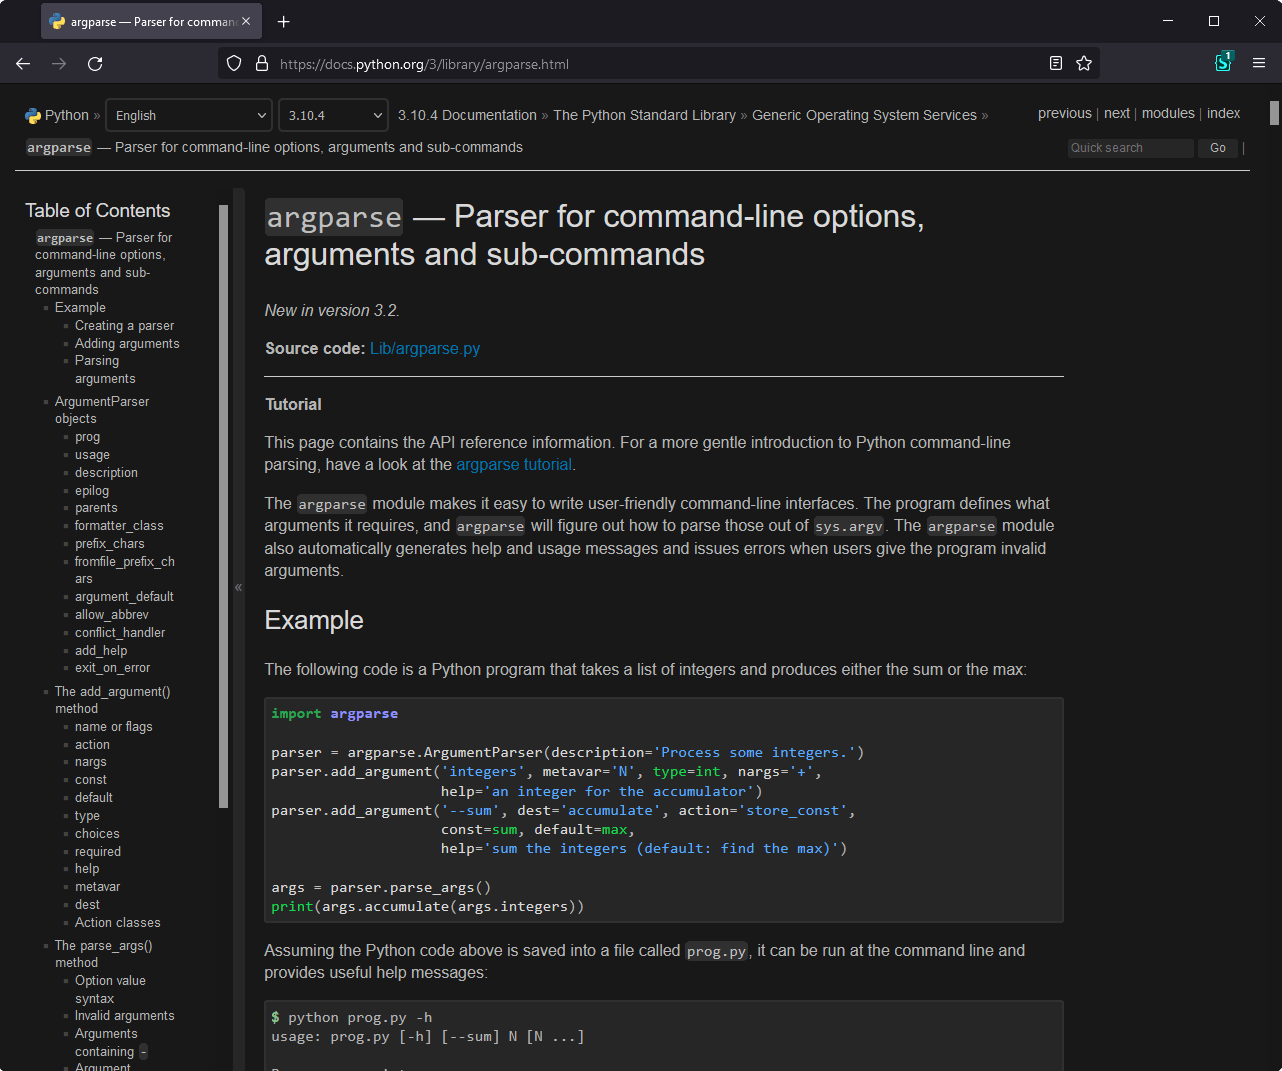 argparse — Parser for comman
https://docs.python.org/3/library/argparse.html
1
Python » English 3.10.4 3.10.4 Documentation » The Python Standard Library » Generic Operating System Services »
previous | next | modules | index
argparse — Parser for command-line options, arguments and sub-commands
Quick search Go |
Table of Contents
argparse — Parser for
command-line options,
arguments and sub-
commands
Example
Creating a parser
Adding arguments
Parsing
arguments
ArgumentParser
objects
prog
usage
description
epilog
parents
formatter_class
prefix_chars
fromfile_prefix_ch
ars
argument_default
allow_abbrev
conflict_handler
add_help
exit_on_error
The add_argument()
method
name or flags
action
nargs
const
default
type
choices
required
help
metavar
dest
Action classes
The parse_args()
method
Option value
syntax
Invalid arguments
Arguments
containing -
Argument
«
argparse — Parser for command-line options,
arguments and sub-commands
New in version 3.2.
Source code: Lib/argparse.py
Tutorial
This page contains the API reference information. For a more gentle introduction to Python command-line
parsing, have a look at the argparse tutorial.
The argparse module makes it easy to write user-friendly command-line interfaces. The program defines what
arguments it requires, and argparse will figure out how to parse those out of sys.argv. The argparse module
also automatically generates help and usage messages and issues errors when users give the program invalid
arguments.
Example
The following code is a Python program that takes a list of integers and produces either the sum or the max:
import argparse
parser = argparse.ArgumentParser(description='Process some integers.')
parser.add_argument('integers', metavar='N', type=int, nargs='+',
help='an integer for the accumulator')
parser.add_argument('--sum', dest='accumulate', action='store_const',
const=sum, default=max,
help='sum the integers (default: find the max)')
args = parser.parse_args()
print(args.accumulate(args.integers))
Assuming the Python code above is saved into a file called prog.py, it can be run at the command line and
provides useful help messages:
$ python prog.py -h
usage: prog.py [-h] [--sum] N [N ...]